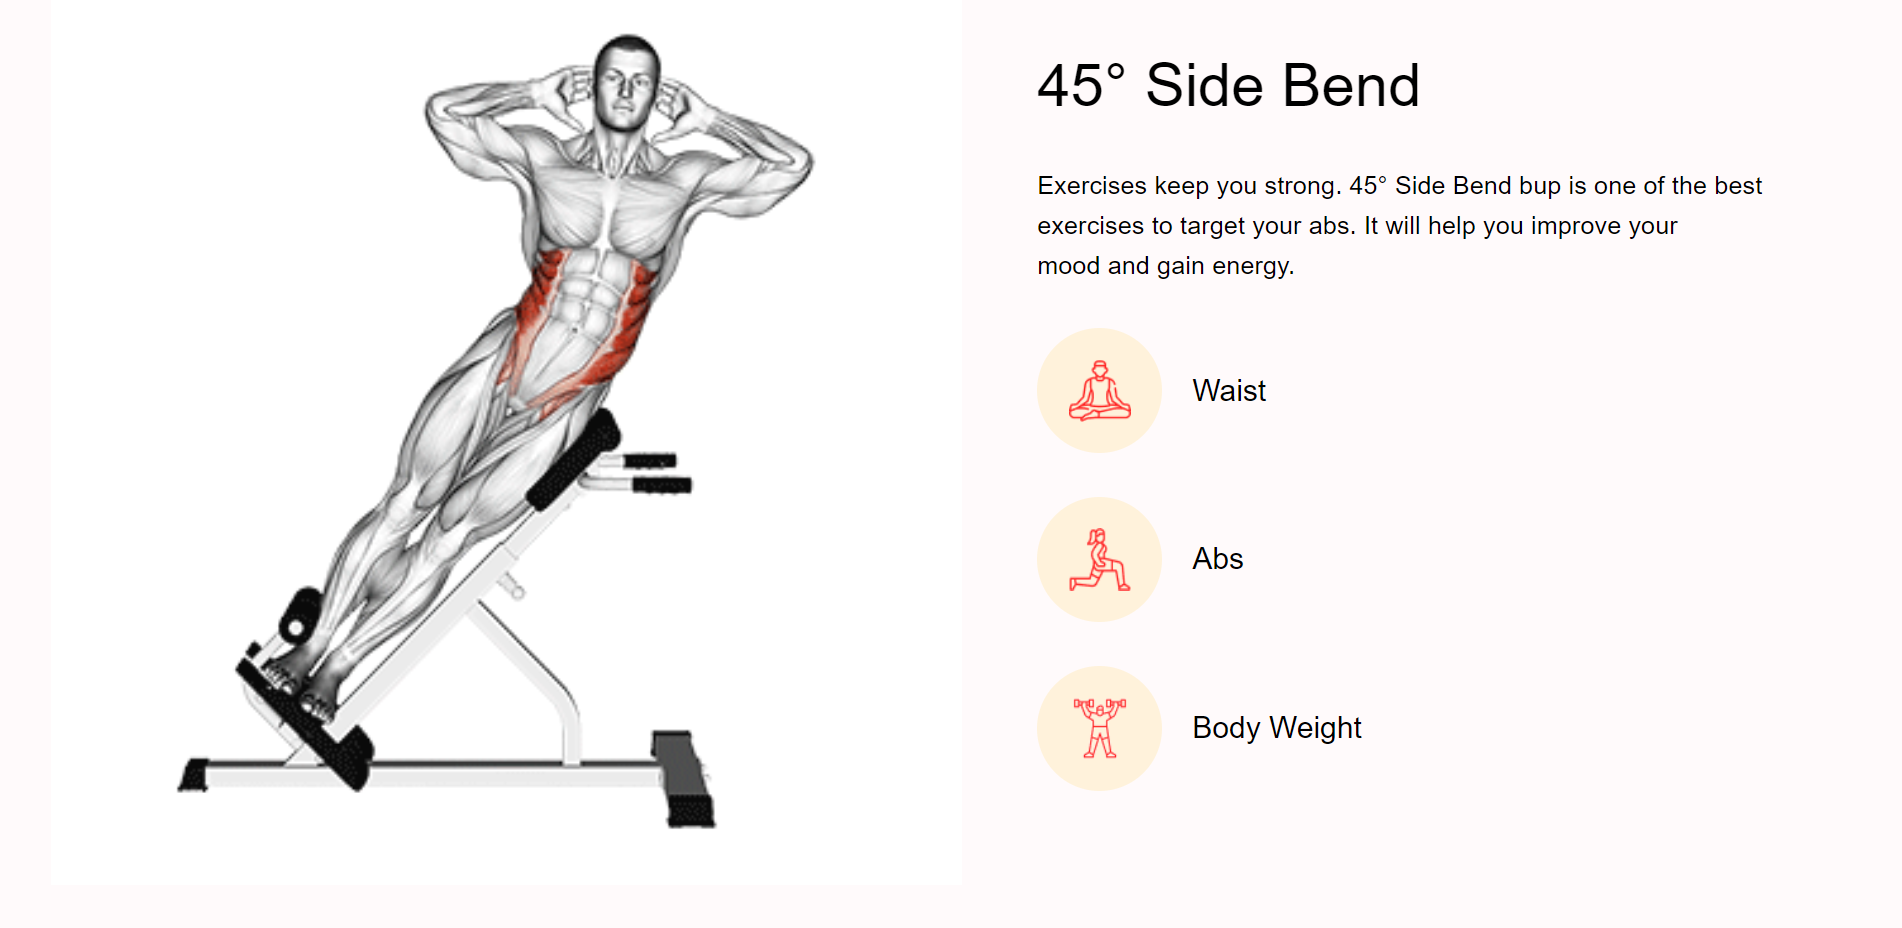 45° Side Bend
Exercises keep you strong. 45° Side Bend bup is one of the best
exercises to target your abs. It will help you improve your
mood and gain energy.
Waist
Abs
Body Weight